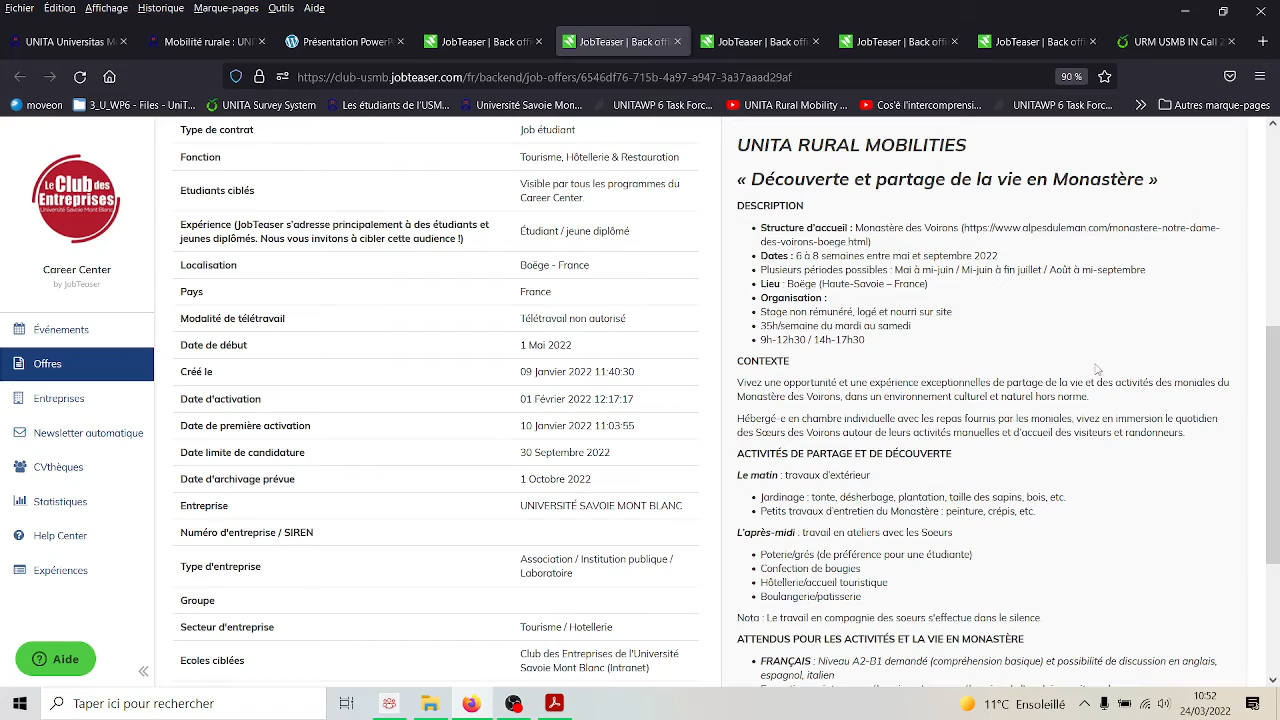 Fichier Édition Affichage Historique Marque-pages Outils Aide
UNITA Universitas M
Mobilité rurale : UNI
Présentation PowerP
JobTeaser | Back offi
JobTeaser | Back offi
JobTeaser | Back offi
JobTeaser | Back offi
JobTeaser | Back offi
URM USMB IN Call 2
https://club-usmb.jobteaser.com/fr/backend/job-offers/6546df76-715b-4a97-a947-3a37aaad29af
90 %
moveon
3_U_WP6 - Files - UniT...
UNITA Survey System
Les étudiants de l'USM...
Université Savoie Mon...
UNITAWP 6 Task Forc...
UNITA Rural Mobility ...
Cos'è l'intercomprensi...
UNITAWP 6 Task Forc...
Autres marque-pages
Le Club des
Entreprises
Université Savoie Mont Blanc
Career Center
by JobTeaser
Événements
Offres
Entreprises
Newsletter automatique
CVthèques
Statistiques
Help Center
Expériences
Aide
Type de contrat Job étudiant
Fonction Tourisme, Hôtellerie & Restauration
Etudiants ciblés Visible par tous les programmes du
Career Center.
Expérience (JobTeaser s'adresse principalement à des étudiants et
jeunes diplômés. Nous vous invitons à cibler cette audience !) Étudiant / jeune diplômé
Localisation Boëge - France
Pays France
Modalité de télétravail Télétravail non autorisé
Date de début 1 Mai 2022
Créé le 09 Janvier 2022 11:40:30
Date d'activation 01 Février 2022 12:17:17
Date de première activation 10 Janvier 2022 11:03:55
Date limite de candidature 30 Septembre 2022
Date d'archivage prévue 1 Octobre 2022
Entreprise UNIVERSITÉ SAVOIE MONT BLANC
Numéro d'entreprise / SIREN
Type d'entreprise Association / Institution publique /
Laboratoire
Groupe
Secteur d'entreprise Tourisme / Hotellerie
Ecoles ciblées Club des Entreprises de l'Université
Savoie Mont Blanc (Intranet)
UNITA RURAL MOBILITIES
« Découverte et partage de la vie en Monastère »
DESCRIPTION
• Structure d'accueil : Monastère des Voirons (https://www.alpesduleman.com/monastere-notre-dame-
des-voirons-boege.html)
• Dates : 6 à 8 semaines entre mai et septembre 2022
• Plusieurs périodes possibles : Mai à mi-juin / Mi-juin à fin juillet / Août à mi-septembre
• Lieu : Boëge (Haute-Savoie – France)
• Organisation :
• Stage non rémunéré, logé et nourri sur site
• 35h/semaine du mardi au samedi
• 9h-12h30 / 14h-17h30
CONTEXTE
Vivez une opportunité et une expérience exceptionnelles de partage de la vie et des activités des moniales du
Monastère des Voirons, dans un environnement culturel et naturel hors norme.
Hébergé·e en chambre individuelle avec les repas fournis par les moniales, vivez en immersion le quotidien
des Sœurs des Voirons autour de leurs activités manuelles et d'accueil des visiteurs et randonneurs.
ACTIVITÉS DE PARTAGE ET DE DÉCOUVERTE
Le matin : travaux d'extérieur
• Jardinage : tonte, désherbage, plantation, taille des sapins, bois, etc.
• Petits travaux d'entretien du Monastère : peinture, crépis, etc.
L'après-midi : travail en ateliers avec les Soeurs
• Poterie/grés (de préférence pour une étudiante)
• Confection de bougies
• Hôtellerie/accueil touristique
• Boulangerie/patisserie
Nota : Le travail en compagnie des soeurs s'effectue dans le silence.
ATTENDUS POUR LES ACTIVITÉS ET LA VIE EN MONASTÈRE
• FRANÇAIS : Niveau A2-B1 demandé (compréhension basique) et possibilité de discussion en anglais,
espagnol, italien
Taper ici pour rechercher
11°C Ensoleillé
10:52
24/03/2022